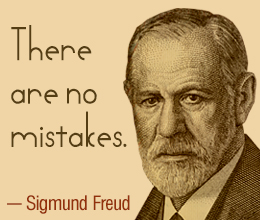 There
are no
mistakes.
— Sigmund Freud